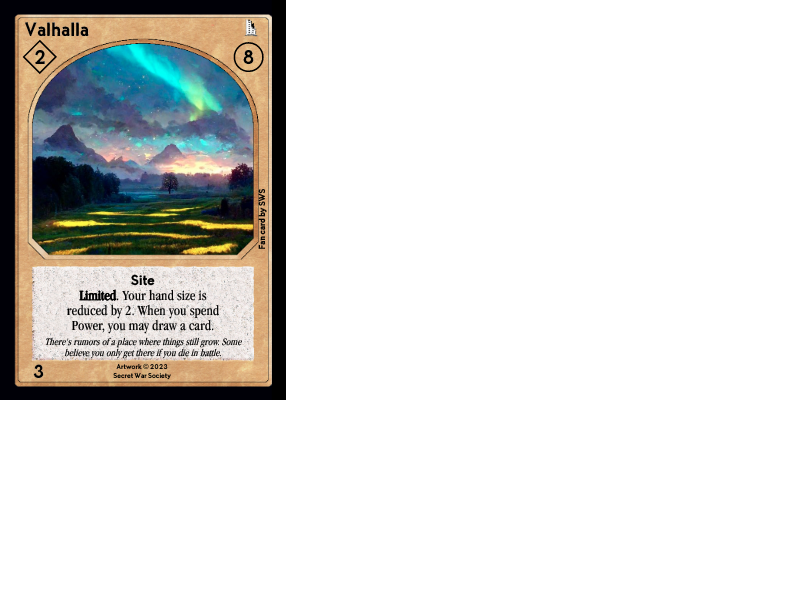 Valhalla
2
8
Fan card by SWS
Site
Limited. Your hand size is
reduced by 2. When you spend
Power, you may draw a card.
There's rumors of a place where things still grow. Some
believe you only get there if you die in battle.
3
Artwork © 2023
Secret War Society